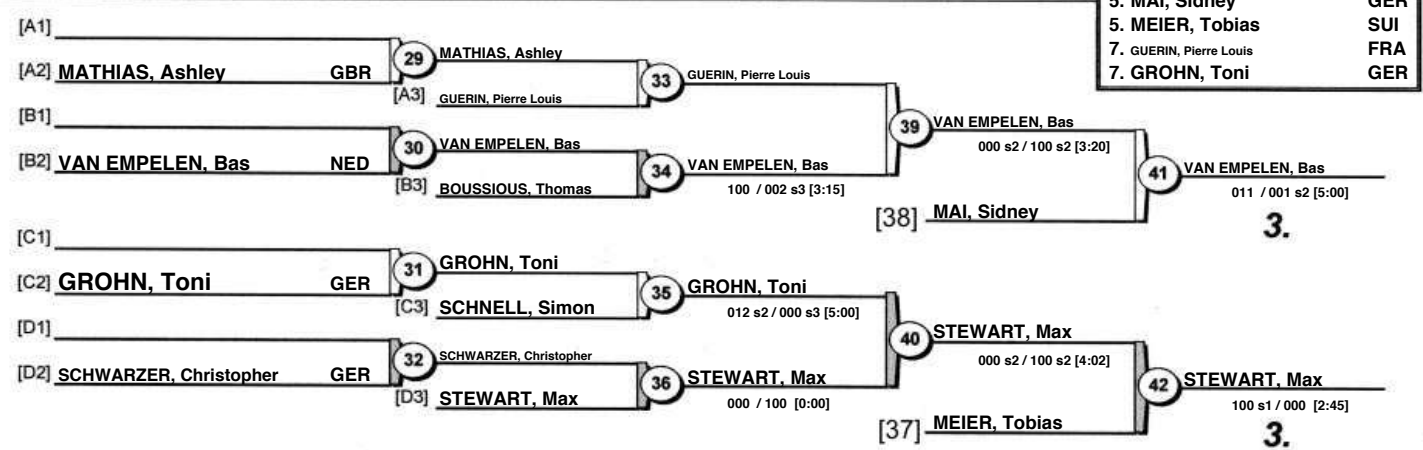 5. MAI, Sidney GER
5. MEIER, Tobias SUI
7. GUERIN, Pierre Louis FRA
7. GROHN, Toni GER
[A1]
[A2] MATHIAS, Ashley GBR
29
MATHIAS, Ashley
[A3] GUERIN, Pierre Louis
33
GUERIN, Pierre Louis
[B1]
[B2] VAN EMPELEN, Bas NED
30
VAN EMPELEN, Bas
[B3] BOUSSIOUS, Thomas
34
VAN EMPELEN, Bas
100 / 002 s3 [3:15]
39
VAN EMPELEN, Bas
000 s2 / 100 s2 [3:20]
[38] MAI, Sidney
41
VAN EMPELEN, Bas
011 / 001 s2 [5:00]
3.
[C1]
[C2] GROHN, Toni GER
31
GROHN, Toni
[C3] SCHNELL, Simon
35
GROHN, Toni
012 s2 / 000 s3 [5:00]
[D1]
[D2] SCHWARZER, Christopher GER
32
SCHWARZER, Christopher
[D3] STEWART, Max
36
STEWART, Max
000 / 100 [0:00]
40
STEWART, Max
000 s2 / 100 s2 [4:02]
[37] MEIER, Tobias
42
STEWART, Max
100 s1 / 000 [2:45]
3.